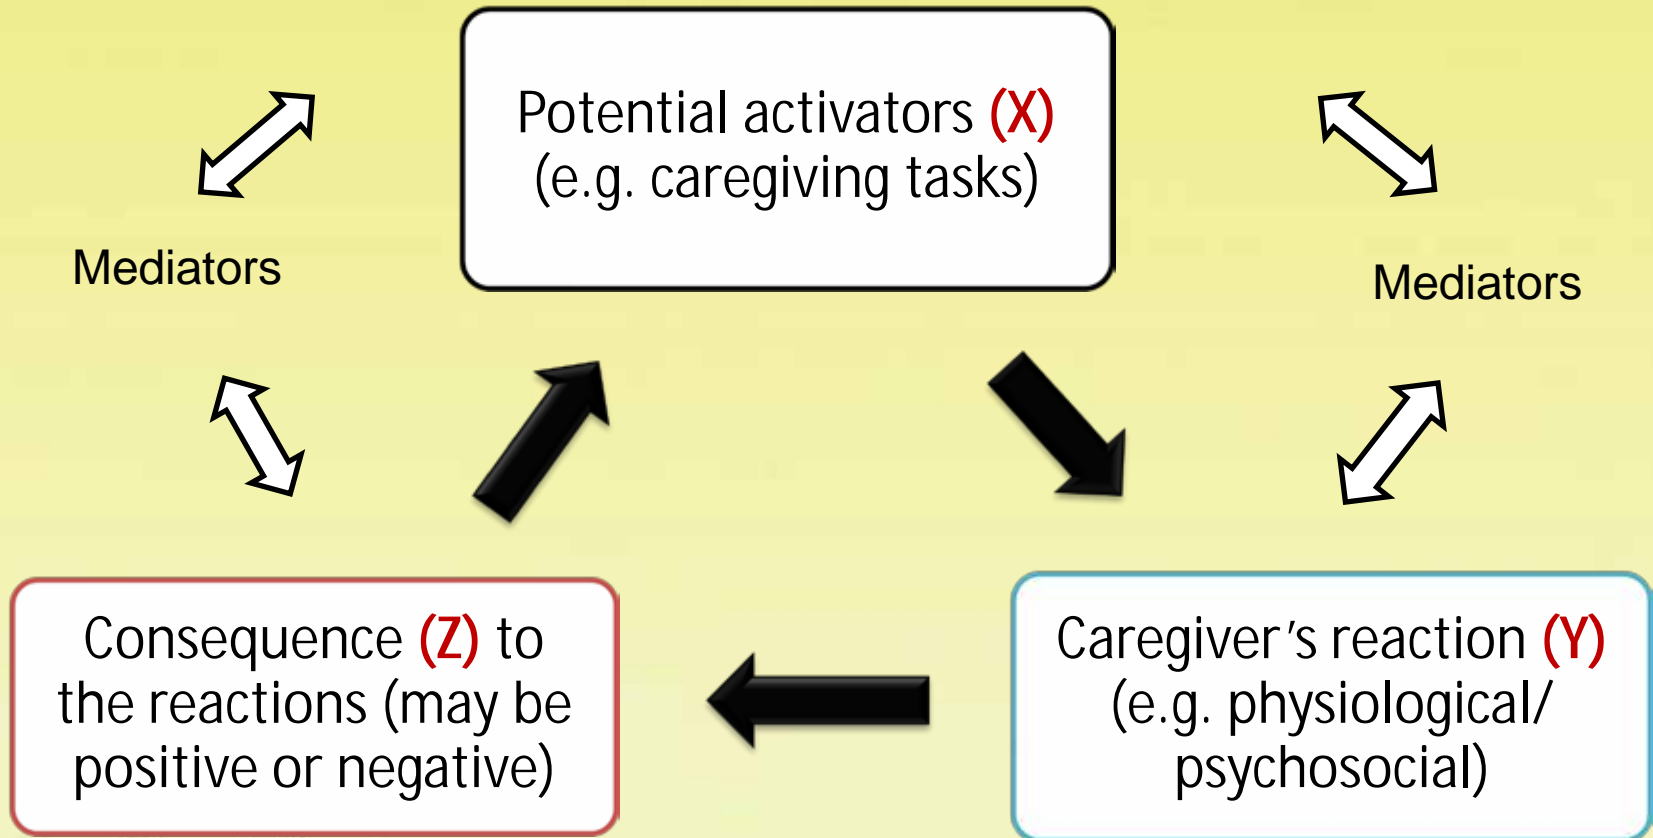 Potential activators (X)
(e.g. caregiving tasks)
Mediators
Mediators
Consequence (Z) to
the reactions (may be
positive or negative)
Caregiver's reaction (Y)
(e.g. physiological/
psychosocial)